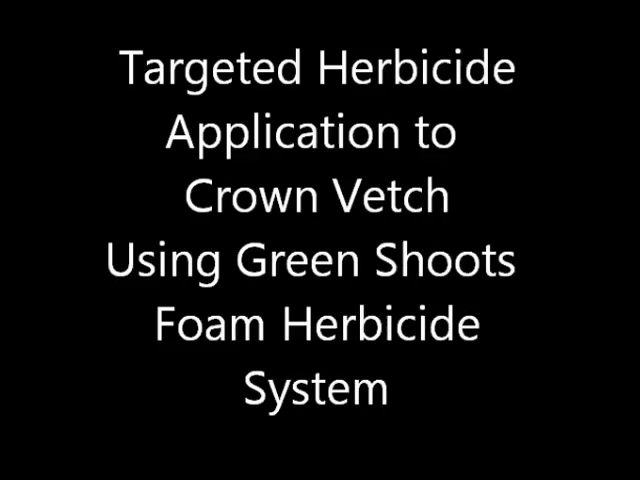 Targeted Herbicide
Application to
Crown Vetch
Using Green Shoots
Foam Herbicide
System